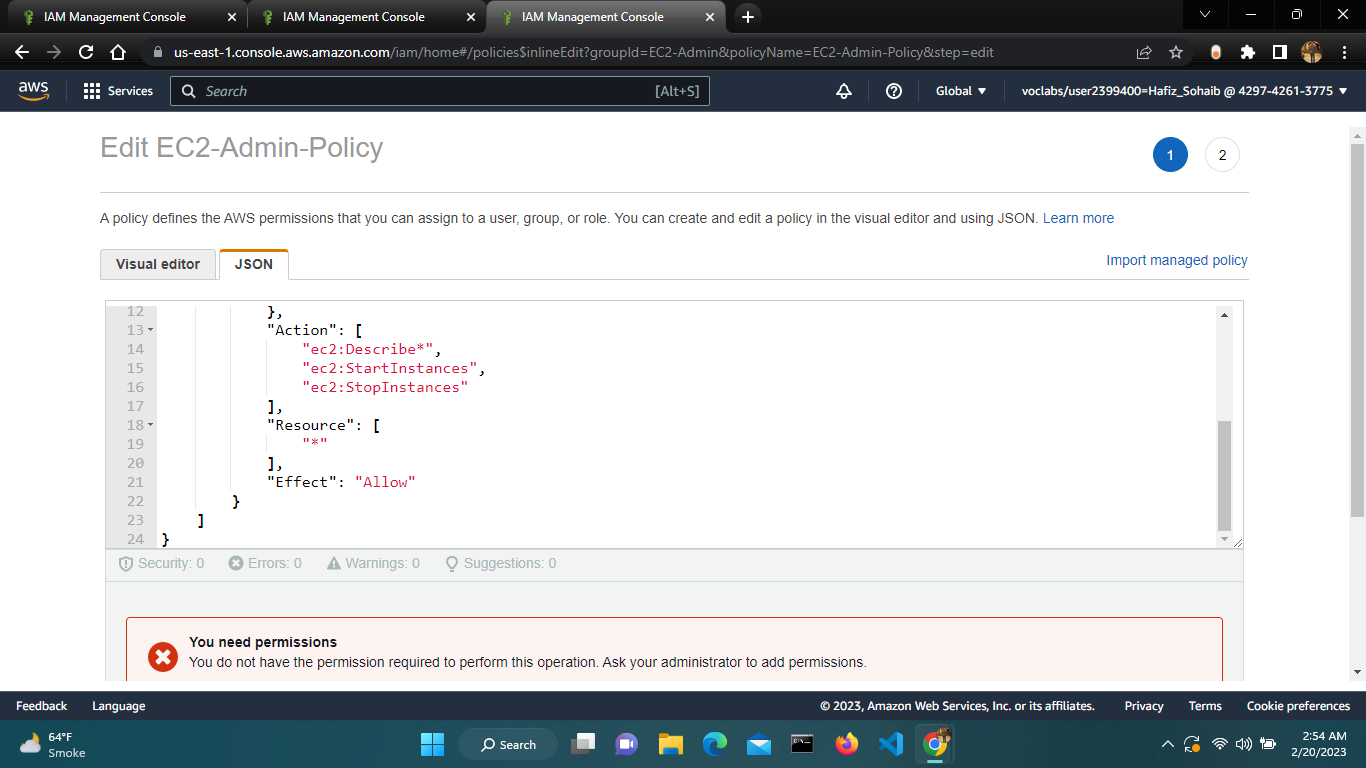 IAM Management Console
IAM Management Console
IAM Management Console
us-east-1.console.aws.amazon.com/iam/home#/policies$inlineEdit?groupId=EC2-Admin&policyName=EC2-Admin-Policy&step=edit
aws
Services
Search
[Alt+S]
Global
voclabs/user2399400=Hafiz_Sohaib @ 4297-4261-3775
Edit EC2-Admin-Policy
1
2
A policy defines the AWS permissions that you can assign to a user, group, or role. You can create and edit a policy in the visual editor and using JSON. Learn more
Visual editor
JSON
Import managed policy
12 },
13 "Action": [
14 "ec2:Describe*",
15 "ec2:StartInstances",
16 "ec2:StopInstances"
17 ],
18 "Resource": [
19 "*"
20 ],
21 "Effect": "Allow"
22 }
23 ]
24 }
Security: 0
Errors: 0
Warnings: 0
Suggestions: 0
You need permissions
You do not have the permission required to perform this operation. Ask your administrator to add permissions.
Feedback
Language
© 2023, Amazon Web Services, Inc. or its affiliates.
Privacy
Terms
Cookie preferences
64°F
Smoke
Search
2:54 AM
2/20/2023